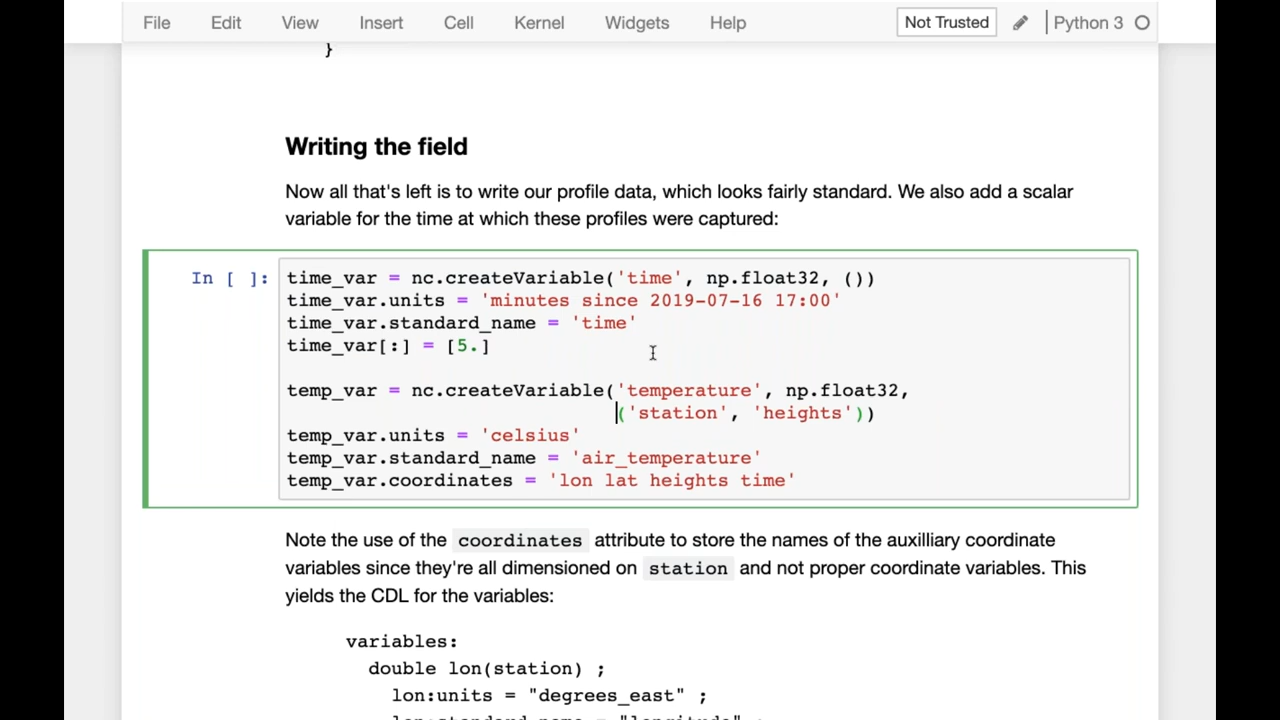 File Edit View Insert Cell Kernel Widgets Help Not Trusted Python 3
}
Writing the field
Now all that's left is to write our profile data, which looks fairly standard. We also add a scalar
variable for the time at which these profiles were captured:
In [ ]: time_var = nc.createVariable('time', np.float32, ())
time_var.units = 'minutes since 2019-07-16 17:00'
time_var.standard_name = 'time'
time_var[:] = [5.]
temp_var = nc.createVariable('temperature', np.float32,
('station', 'heights'))
temp_var.units = 'celsius'
temp_var.standard_name = 'air_temperature'
temp_var.coordinates = 'lon lat heights time'
Note the use of the coordinates attribute to store the names of the auxilliary coordinate
variables since they're all dimensioned on station and not proper coordinate variables. This
yields the CDL for the variables:
variables:
double lon(station) ;
lon:units = "degrees_east" ;
lon:standard_name = "longitude" ;